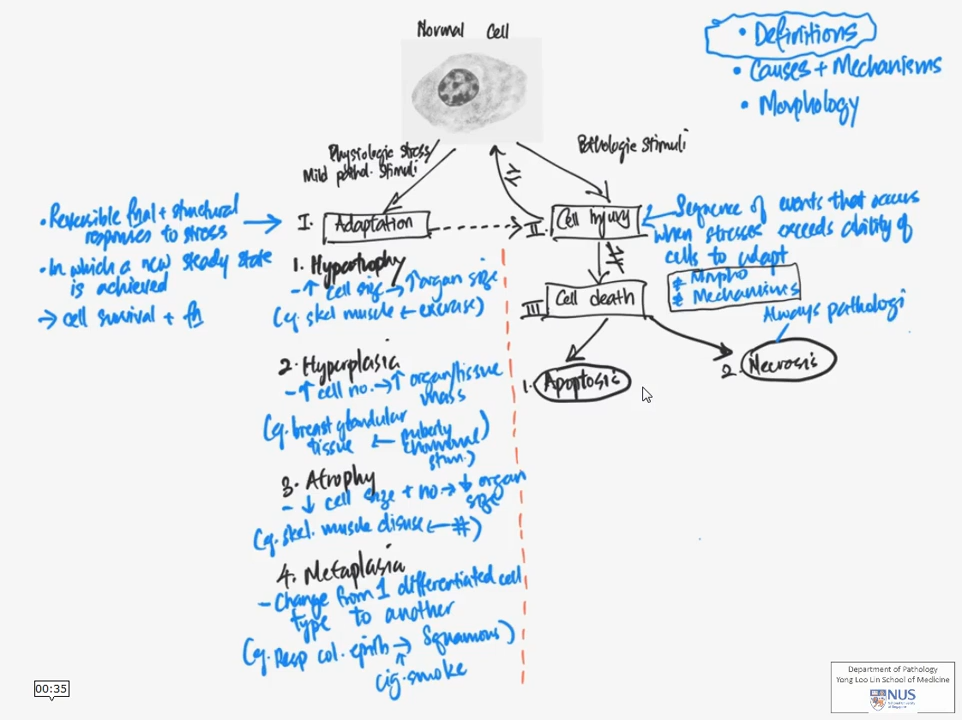 Normal Cell
• Definitions
• Causes + Mechanisms
• Morphology
Physiologic stress/
Mild pathol. stimuli
Pathologic stimuli
• Reversible fnal + structural
responses to stress
• In which a new steady state
is achieved
→ cell survival + fn
I. Adaptation
II. Cell injury
Sequence of events that occurs
when stresses exceeds ability of
cells to adapt
≠ Morpho
≠ Mechanisms
III Cell death
Always pathologi
1. Apoptosis
2. Necrosis
1. Hypertrophy
- ↑ cell size → ↑ organ size
(eg. skel muscle ← exercise)
2. Hyperplasia
- ↑ cell no. → ↑ organ/tissue
mass
(eg. breast glandular
tissue ← puberty
(hormonal
stim.)
3. Atrophy
- ↓ cell size + no. → ↓ organ
size
(eg. skel. muscle disuse ← #)
4. Metaplasia
- Change from 1 differentiated cell
type to another
(eg. Resp col. epith → Squamous)
↑
cig. smoke
00:35
Department of Pathology
Yong Loo Lin School of Medicine
NUS